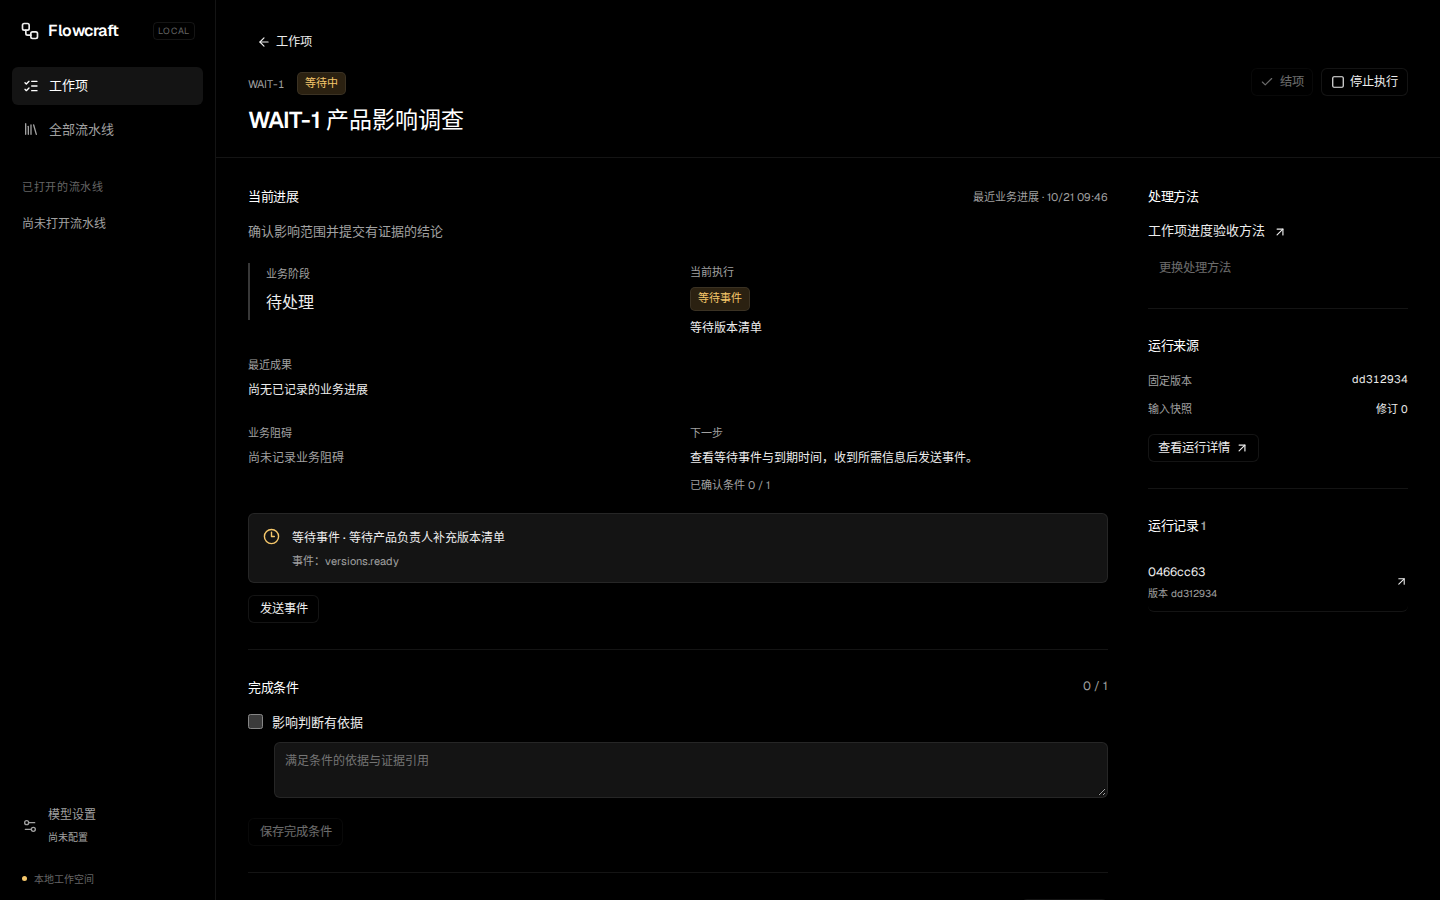 Flowcraft
LOCAL
工作项
全部流水线
已打开的流水线
尚未打开流水线
模型设置
尚未配置
本地工作空间
工作项
WAIT-1
等待中
WAIT-1 产品影响调查
结项
停止执行
当前进展
最近业务进展 · 10/21 09:46
确认影响范围并提交有证据的结论
业务阶段
待处理
当前执行
等待事件
等待版本清单
最近成果
尚无已记录的业务进展
业务阻碍
尚未记录业务阻碍
下一步
查看等待事件与到期时间，收到所需信息后发送事件。
已确认条件 0 / 1
等待事件 · 等待产品负责人补充版本清单
事件：versions.ready
发送事件
完成条件
0 / 1
影响判断有依据
满足条件的依据与证据引用
保存完成条件
处理方法
工作项进度验收方法
更换处理方法
运行来源
固定版本
dd312934
输入快照
修订 0
查看运行详情
运行记录 1
0466cc63
版本 dd312934